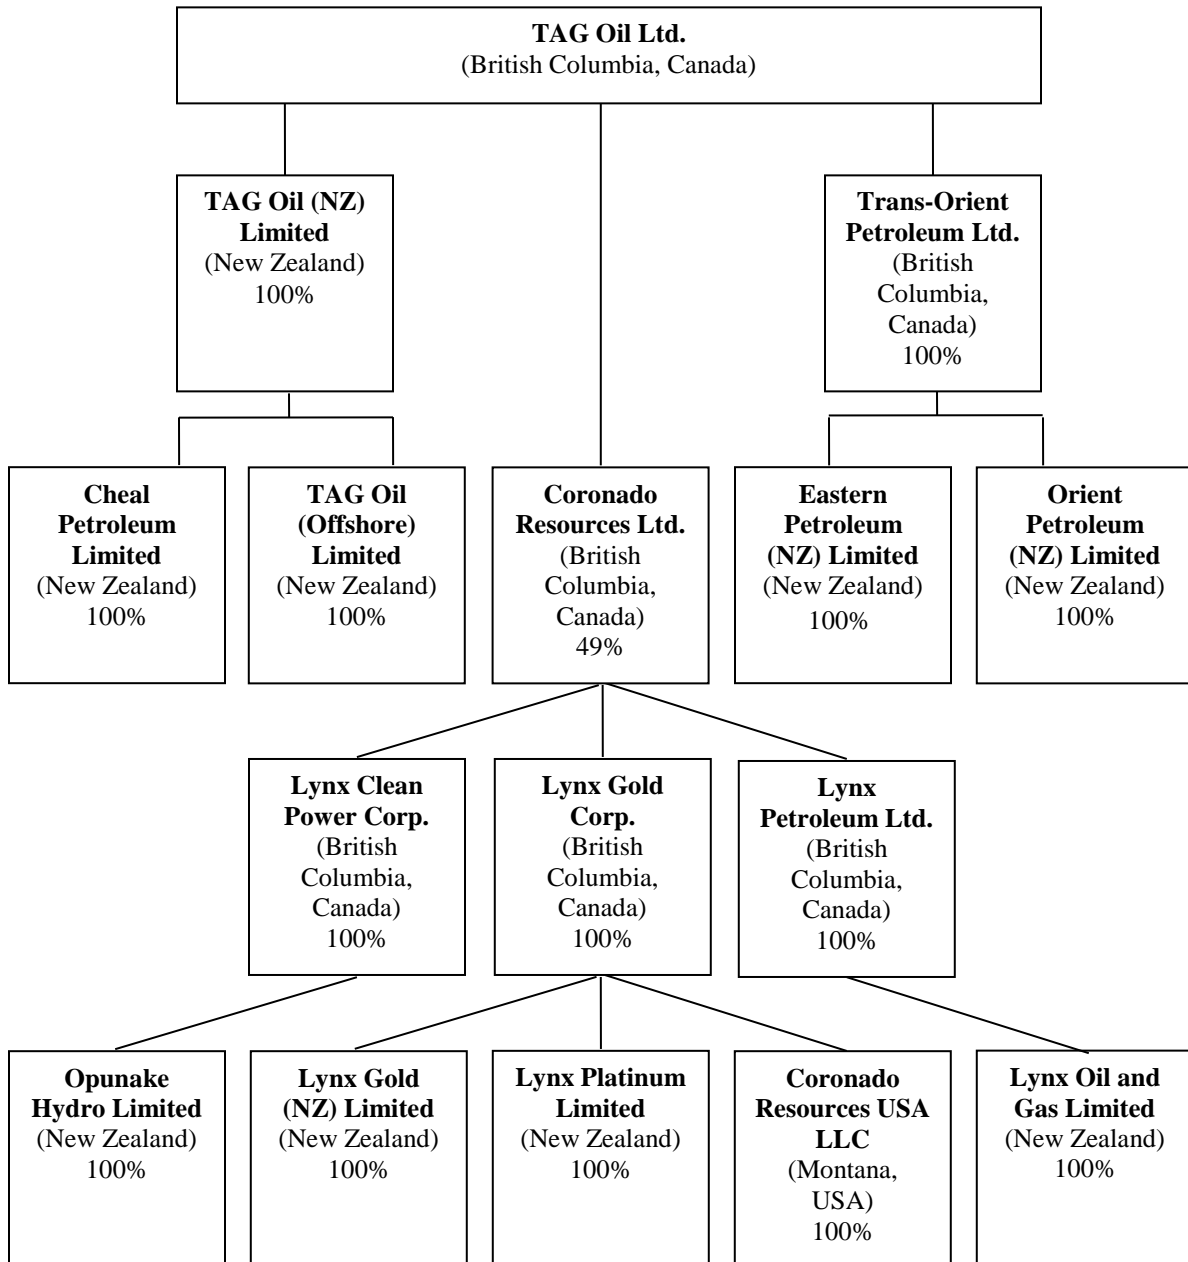 TAG Oil Ltd.
(British Columbia, Canada)
TAG Oil (NZ)
Limited
(New Zealand)
100%
Trans-Orient
Petroleum Ltd.
(British
Columbia,
Canada)
100%
Cheal
Petroleum
Limited
(New Zealand)
100%
TAG Oil
(Offshore)
Limited
(New Zealand)
100%
Coronado
Resources Ltd.
(British
Columbia,
Canada)
49%
Eastern
Petroleum
(NZ) Limited
(New Zealand)
100%
Orient
Petroleum
(NZ) Limited
(New Zealand)
100%
Lynx Clean
Power Corp.
(British
Columbia,
Canada)
100%
Lynx Gold
Corp.
(British
Columbia,
Canada)
100%
Lynx
Petroleum Ltd.
(British
Columbia,
Canada)
100%
Opunake
Hydro Limited
(New Zealand)
100%
Lynx Gold
(NZ) Limited
(New Zealand)
100%
Lynx Platinum
Limited
(New Zealand)
100%
Coronado
Resources USA
LLC
(Montana,
USA)
100%
Lynx Oil and
Gas Limited
(New Zealand)
100%